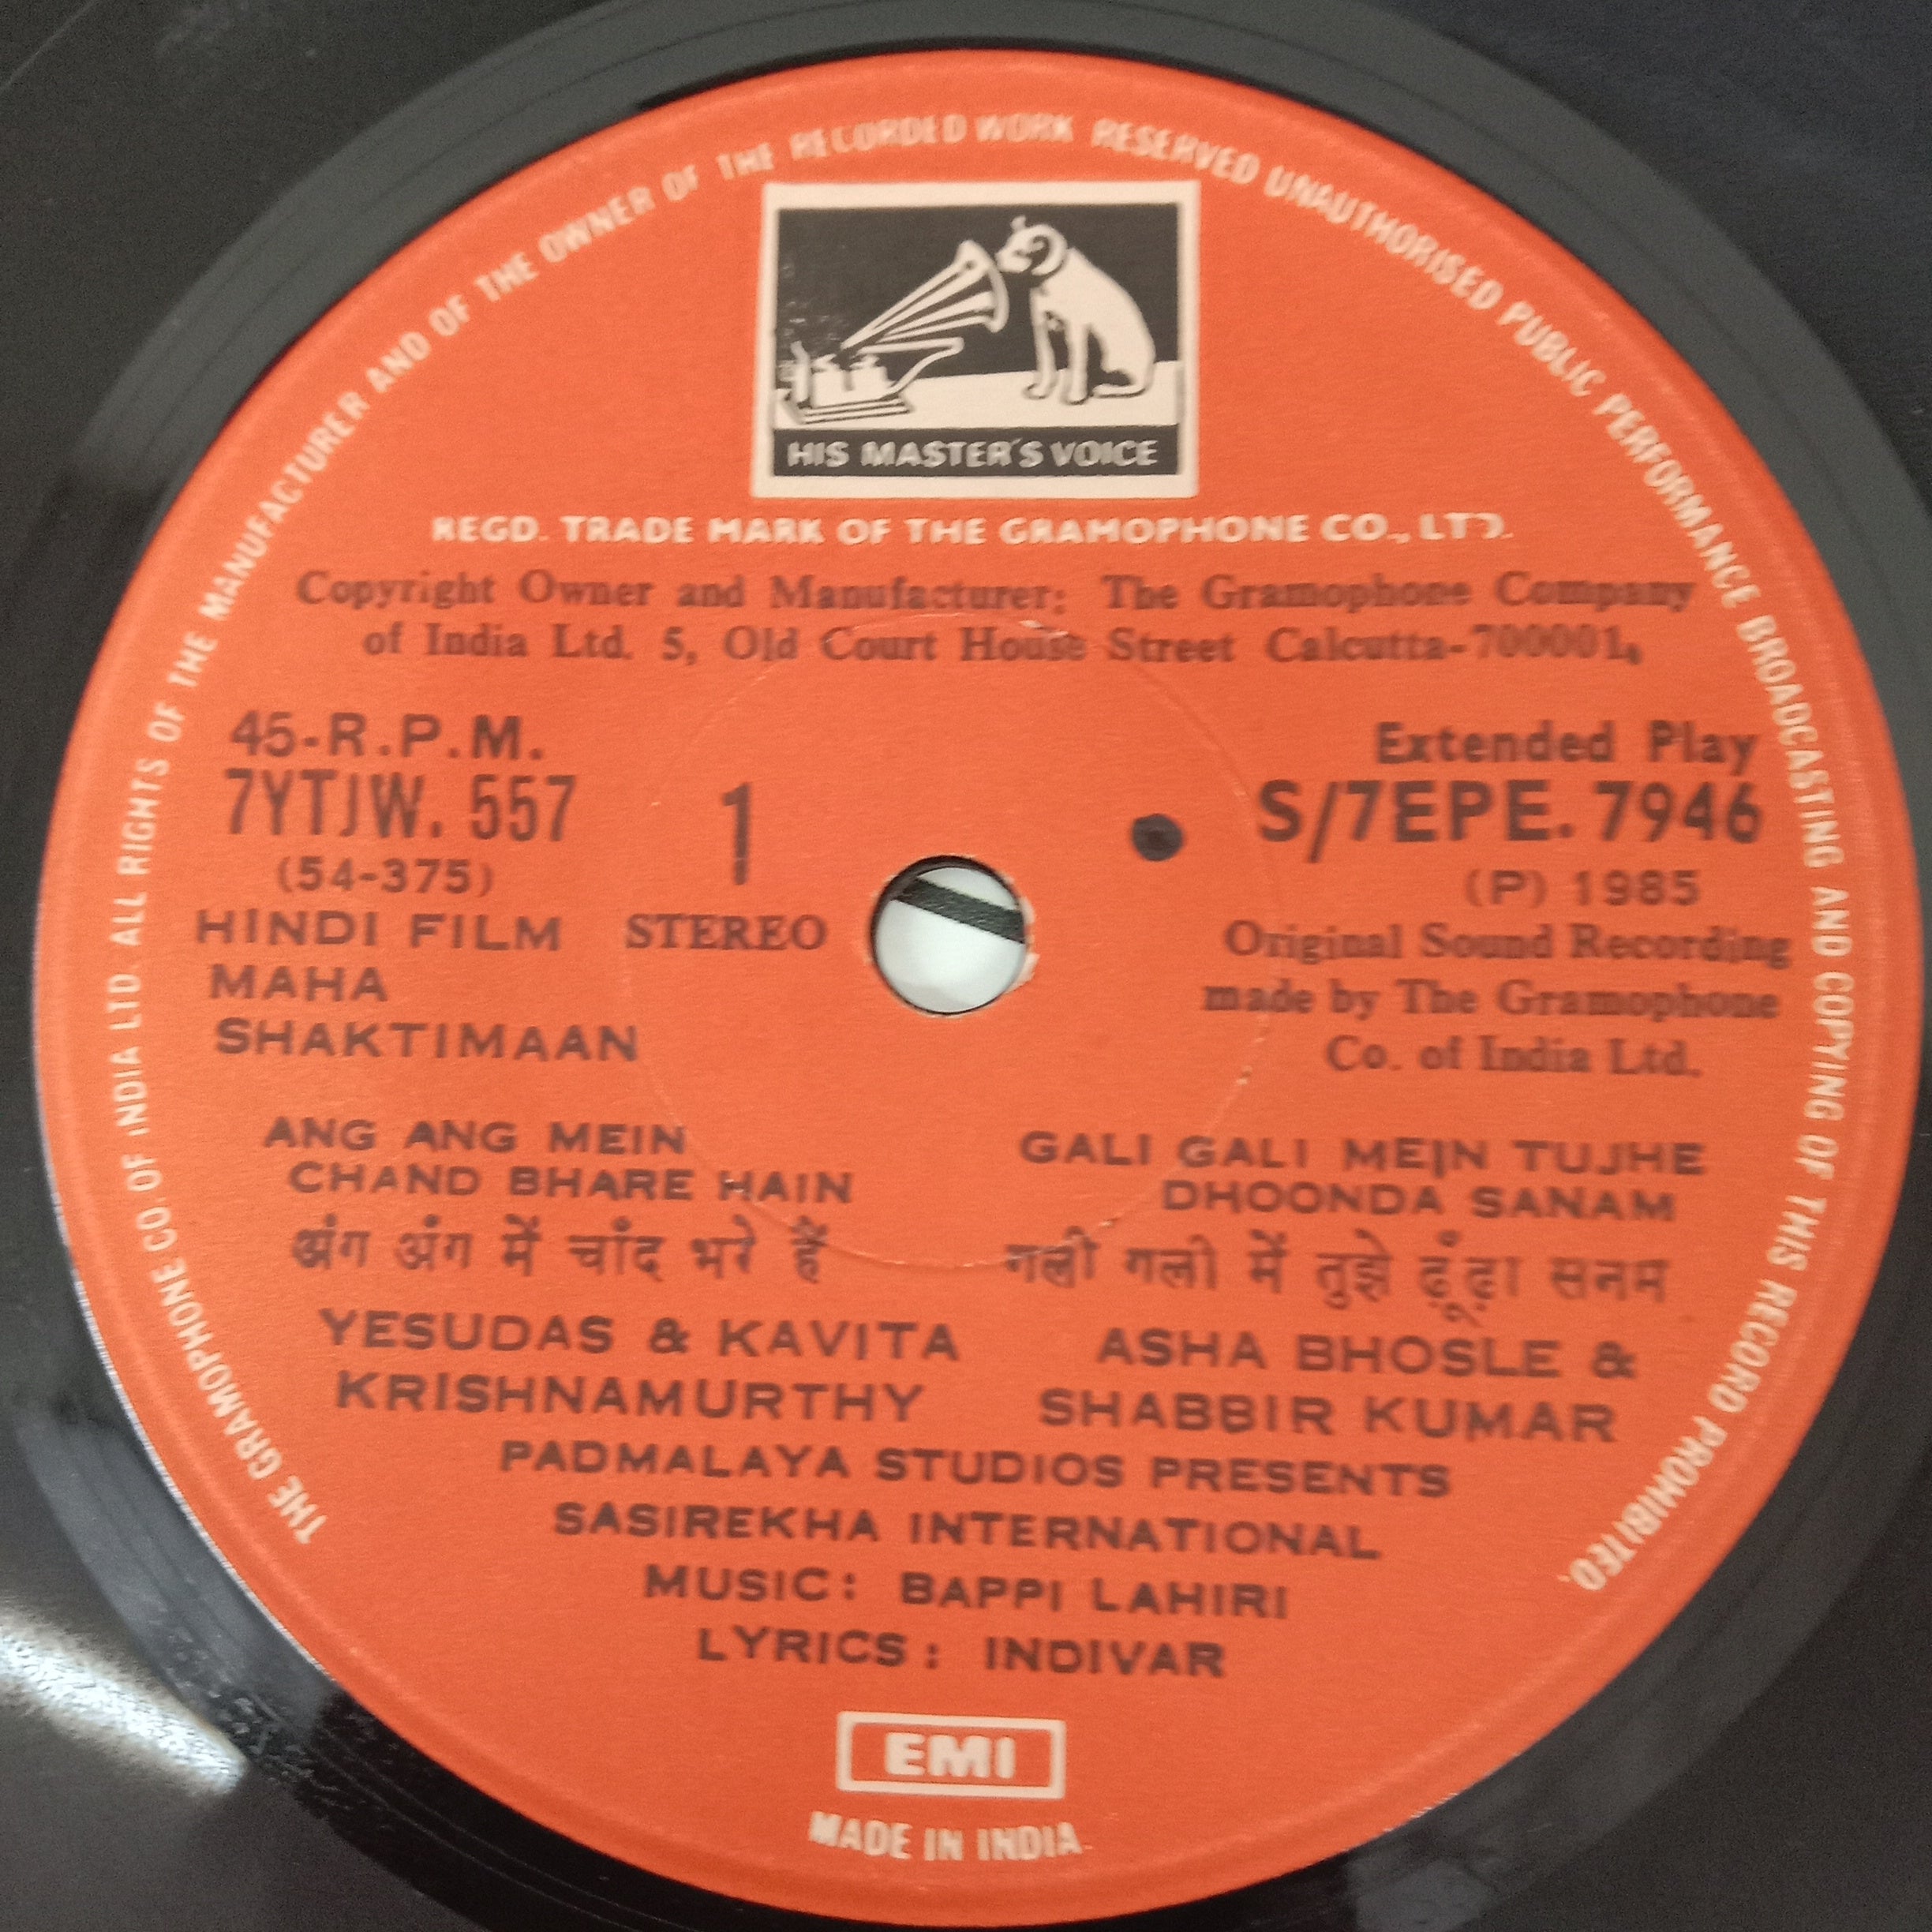 THE GRAMOPHONE CO. OF INDIA LTD. ALL RIGHTS OF THE MANUFACTURER AND OF THE OWNER OF THE RECORDED WORK RESERVED UNAUTHORISED PUBLIC PERFORMANCE BROADCASTING AND COPYING OF THIS RECORD PROHIBITED.
HIS MASTER'S VOICE
REGD. TRADE MARK OF THE GRAMOPHONE CO., LTD.
Copyright Owner and Manufacturer: The Gramophone Company
of India Ltd. 5, Old Court House Street Calcutta-700001.
45-R.P.M.
7YTJW. 557
(54-375)
1
STEREO
HINDI FILM
MAHA
SHAKTIMAAN
Extended Play
S/7EPE. 7946
(P) 1985
Original Sound Recording
made by The Gramophone
Co. of India Ltd.
ANG ANG MEIN
CHAND BHARE HAIN
अंग अंग में चांद भरे हैं
YESUDAS & KAVITA
KRISHNAMURTHY
GALI GALI MEIN TUJHE
DHOONDA SANAM
गली गली में तुझे ढूंढ़ा सनम
ASHA BHOSLE &
SHABBIR KUMAR
PADMALAYA STUDIOS PRESENTS
SASIREKHA INTERNATIONAL
MUSIC: BAPPI LAHIRI
LYRICS: INDIVAR
EMI
MADE IN INDIA.